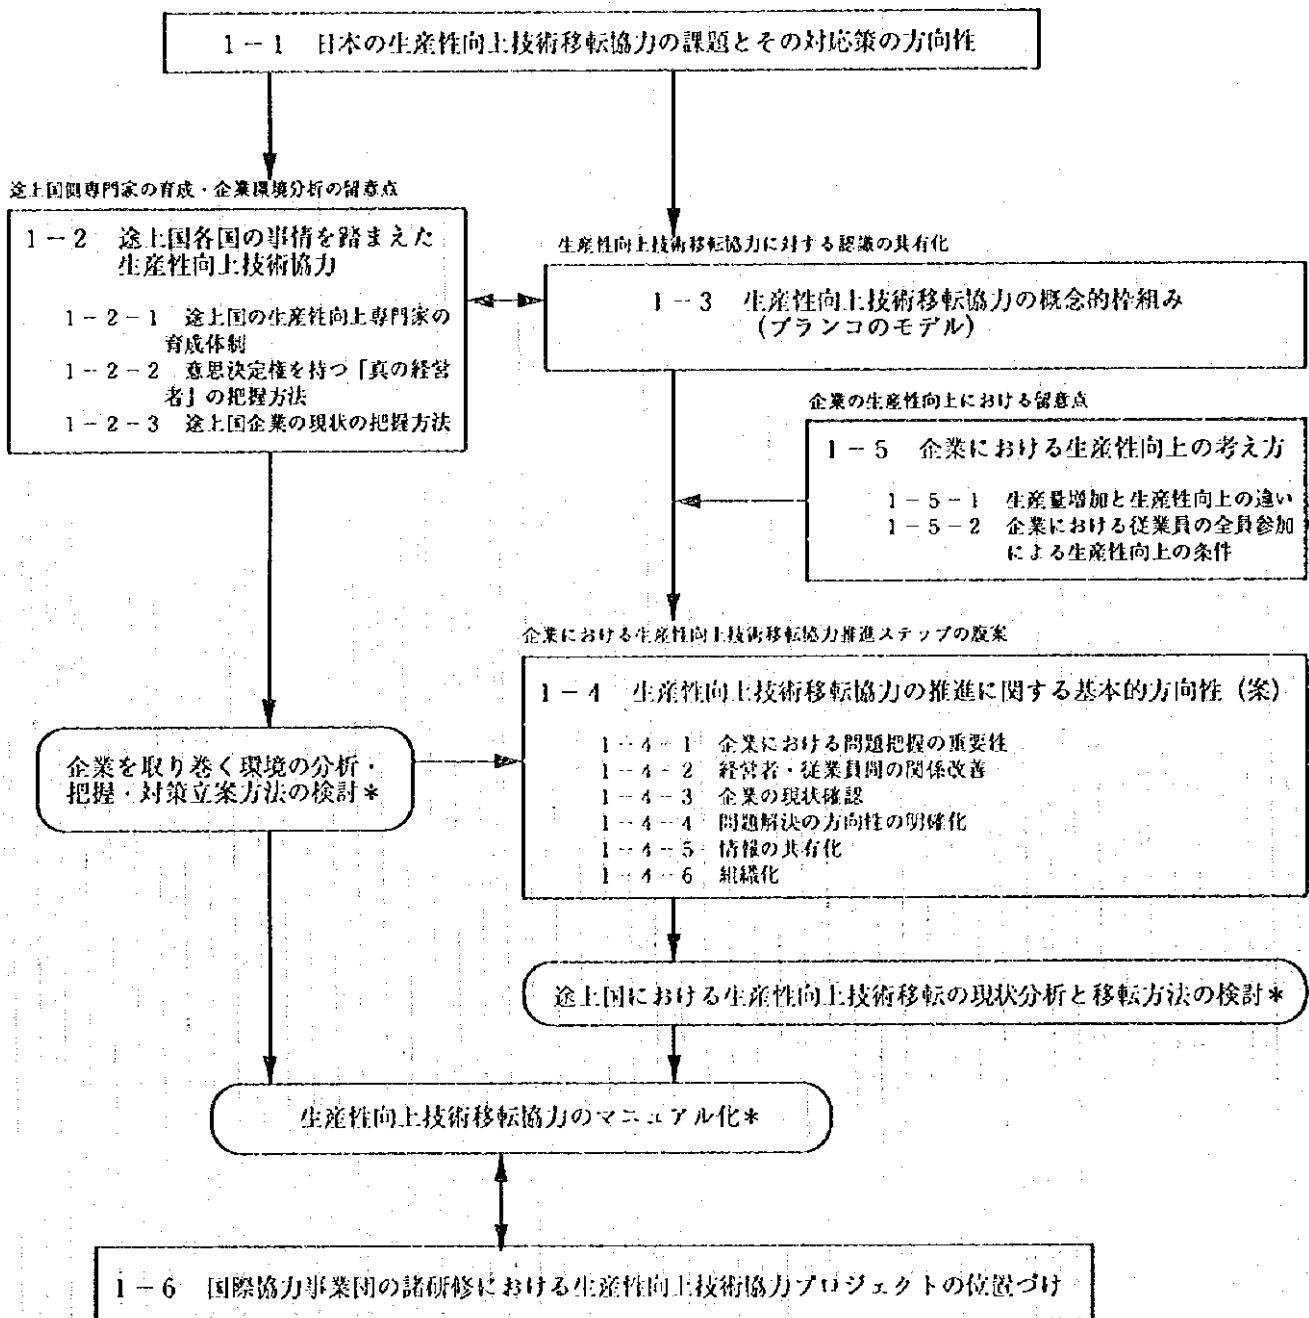 1-1 日本の生産性向上技術移転協力の課題とその対応策の方向性
途上国側専門家の育成・企業環境分析の留意点
1-2 途上国各国の事情を踏まえた
生産性向上技術協力
1-2-1 途上国の生産性向上専門家の
育成体制
1-2-2 意思決定権を持つ「真の経営
者」の把握方法
1-2-3 途上国企業の現状の把握方法
生産性向上技術移転協力に対する認識の共有化
1-3 生産性向上技術移転協力の概念的枠組み
(ブランコのモデル)
企業の生産性向上における留意点
1-5 企業における生産性向上の考え方
1-5-1 生産量増加と生産性向上の違い
1-5-2 企業における従業員の全員参加
による生産性向上の条件
企業における生産性向上技術移転協力推進ステップの設案
1-4 生産性向上技術移転協力の推進に関する基本的方向性(案)
1-4-1 企業における問題把握の重要性
1-4-2 経営者・従業員間の関係改善
1-4-3 企業の現状確認
1-4-4 問題解決の方向性の明確化
1-4-5 情報の共有化
1-4-6 組織化
企業を取り巻く環境の分析・
把握・対策立案方法の検討*
途上国における生産性向上技術移転の現状分析と移転方法の検討*
生産性向上技術移転協力のマニュアル化*
1-6 国際協力事業団の諸研修における生産性向上技術協力プロジェクトの位置づけ